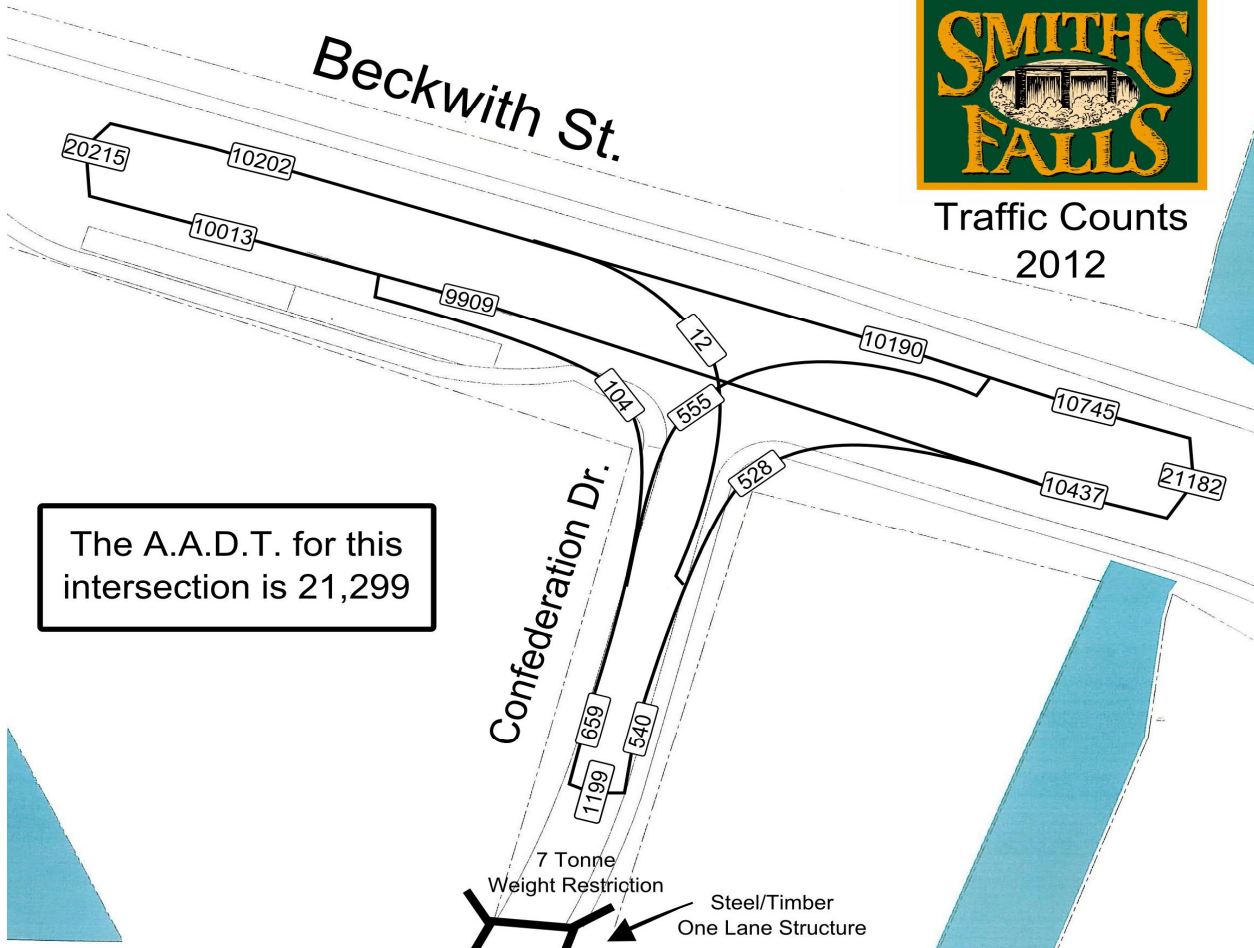 SMITHS
FALLS
Traffic Counts
2012
Beckwith St.
20215
10202
10013
9909
12
10190
104
555
10745
528
10437
21182
Confederation Dr.
The A.A.D.T. for this
intersection is 21,299
659
540
1199
7 Tonne
Weight Restriction
Steel/Timber
One Lane Structure